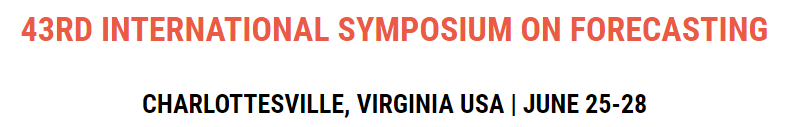 43RD INTERNATIONAL SYMPOSIUM ON FORECASTING
CHARLOTTESVILLE, VIRGINIA USA | JUNE 25-28